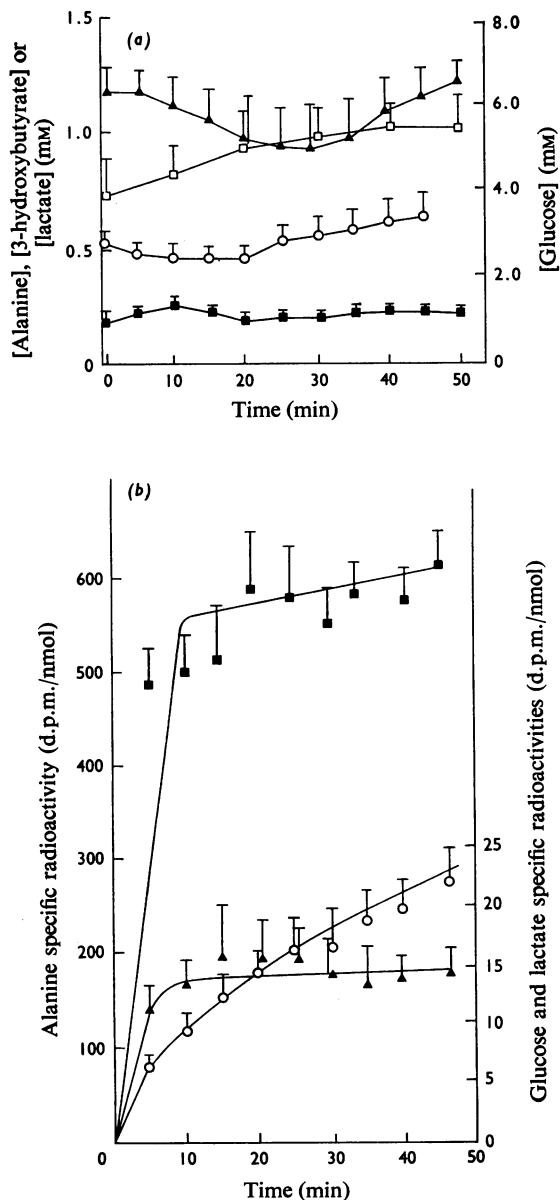 (a)
[Alanine], [3-hydroxybutyrate] or
[lactate] (mM)
1.5
1.0
0.5
0
8.0
6.0
4.0
2.0
0
[Glucose] (mM)
0 10 20 30 40 50
Time (min)
(b)
Alanine specific radioactivity (d.p.m./nmol)
600
500
400
300
200
100
25
20
15
10
5
0
Glucose and lactate specific radioactivities (d.p.m./nmol)
10 20 30 40 50
Time (min)